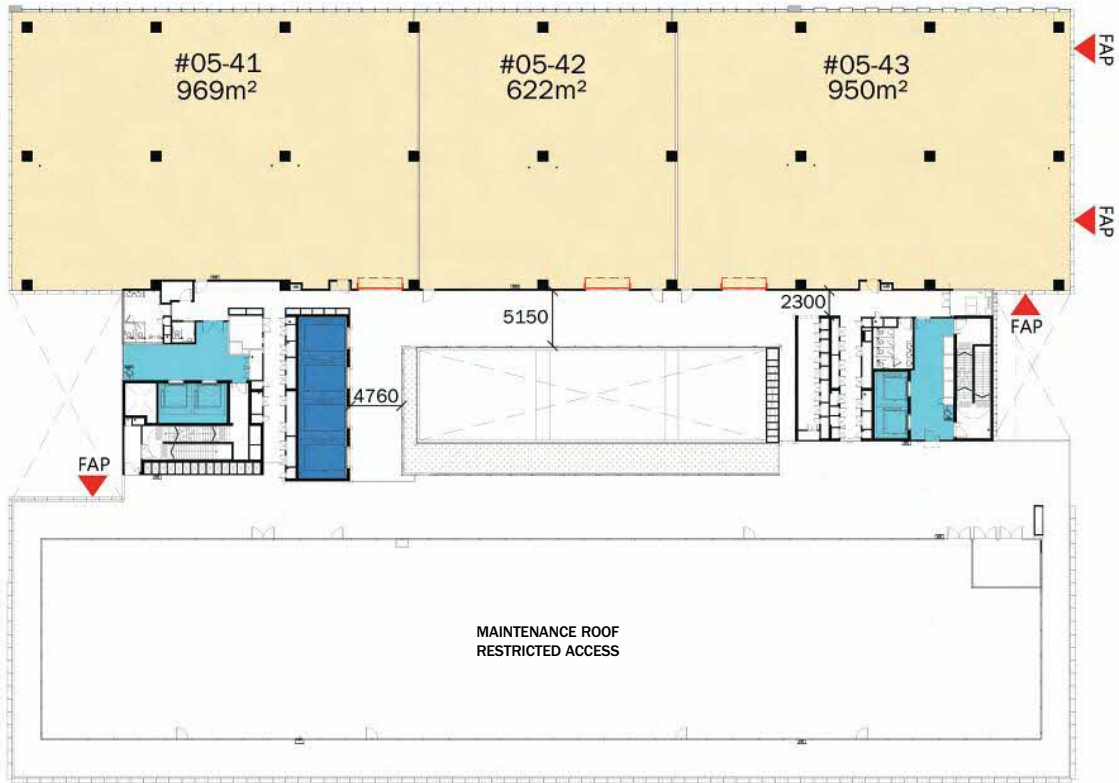 #05-41
969m²
#05-42
622m²
#05-43
950m²
FAP
FAP
5150
2300
FAP
4760
FAP
MAINTENANCE ROOF
RESTRICTED ACCESS